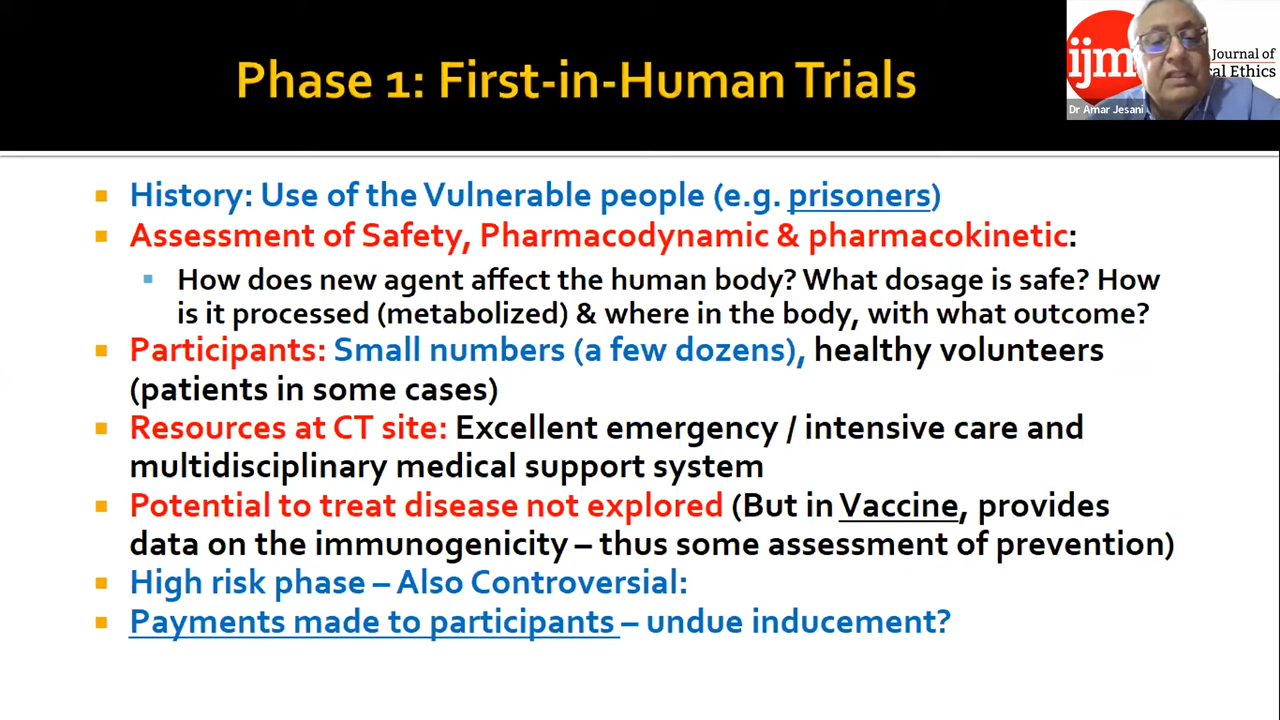 Phase 1: First-in-Human Trials
ijm
Journal of
al Ethics
Dr Amar Jesani
History: Use of the Vulnerable people (e.g. prisoners)
Assessment of Safety, Pharmacodynamic & pharmacokinetic:
How does new agent affect the human body? What dosage is safe? How
is it processed (metabolized) & where in the body, with what outcome?
Participants: Small numbers (a few dozens), healthy volunteers
(patients in some cases)
Resources at CT site: Excellent emergency / intensive care and
multidisciplinary medical support system
Potential to treat disease not explored (But in Vaccine, provides
data on the immunogenicity – thus some assessment of prevention)
High risk phase – Also Controversial:
Payments made to participants – undue inducement?